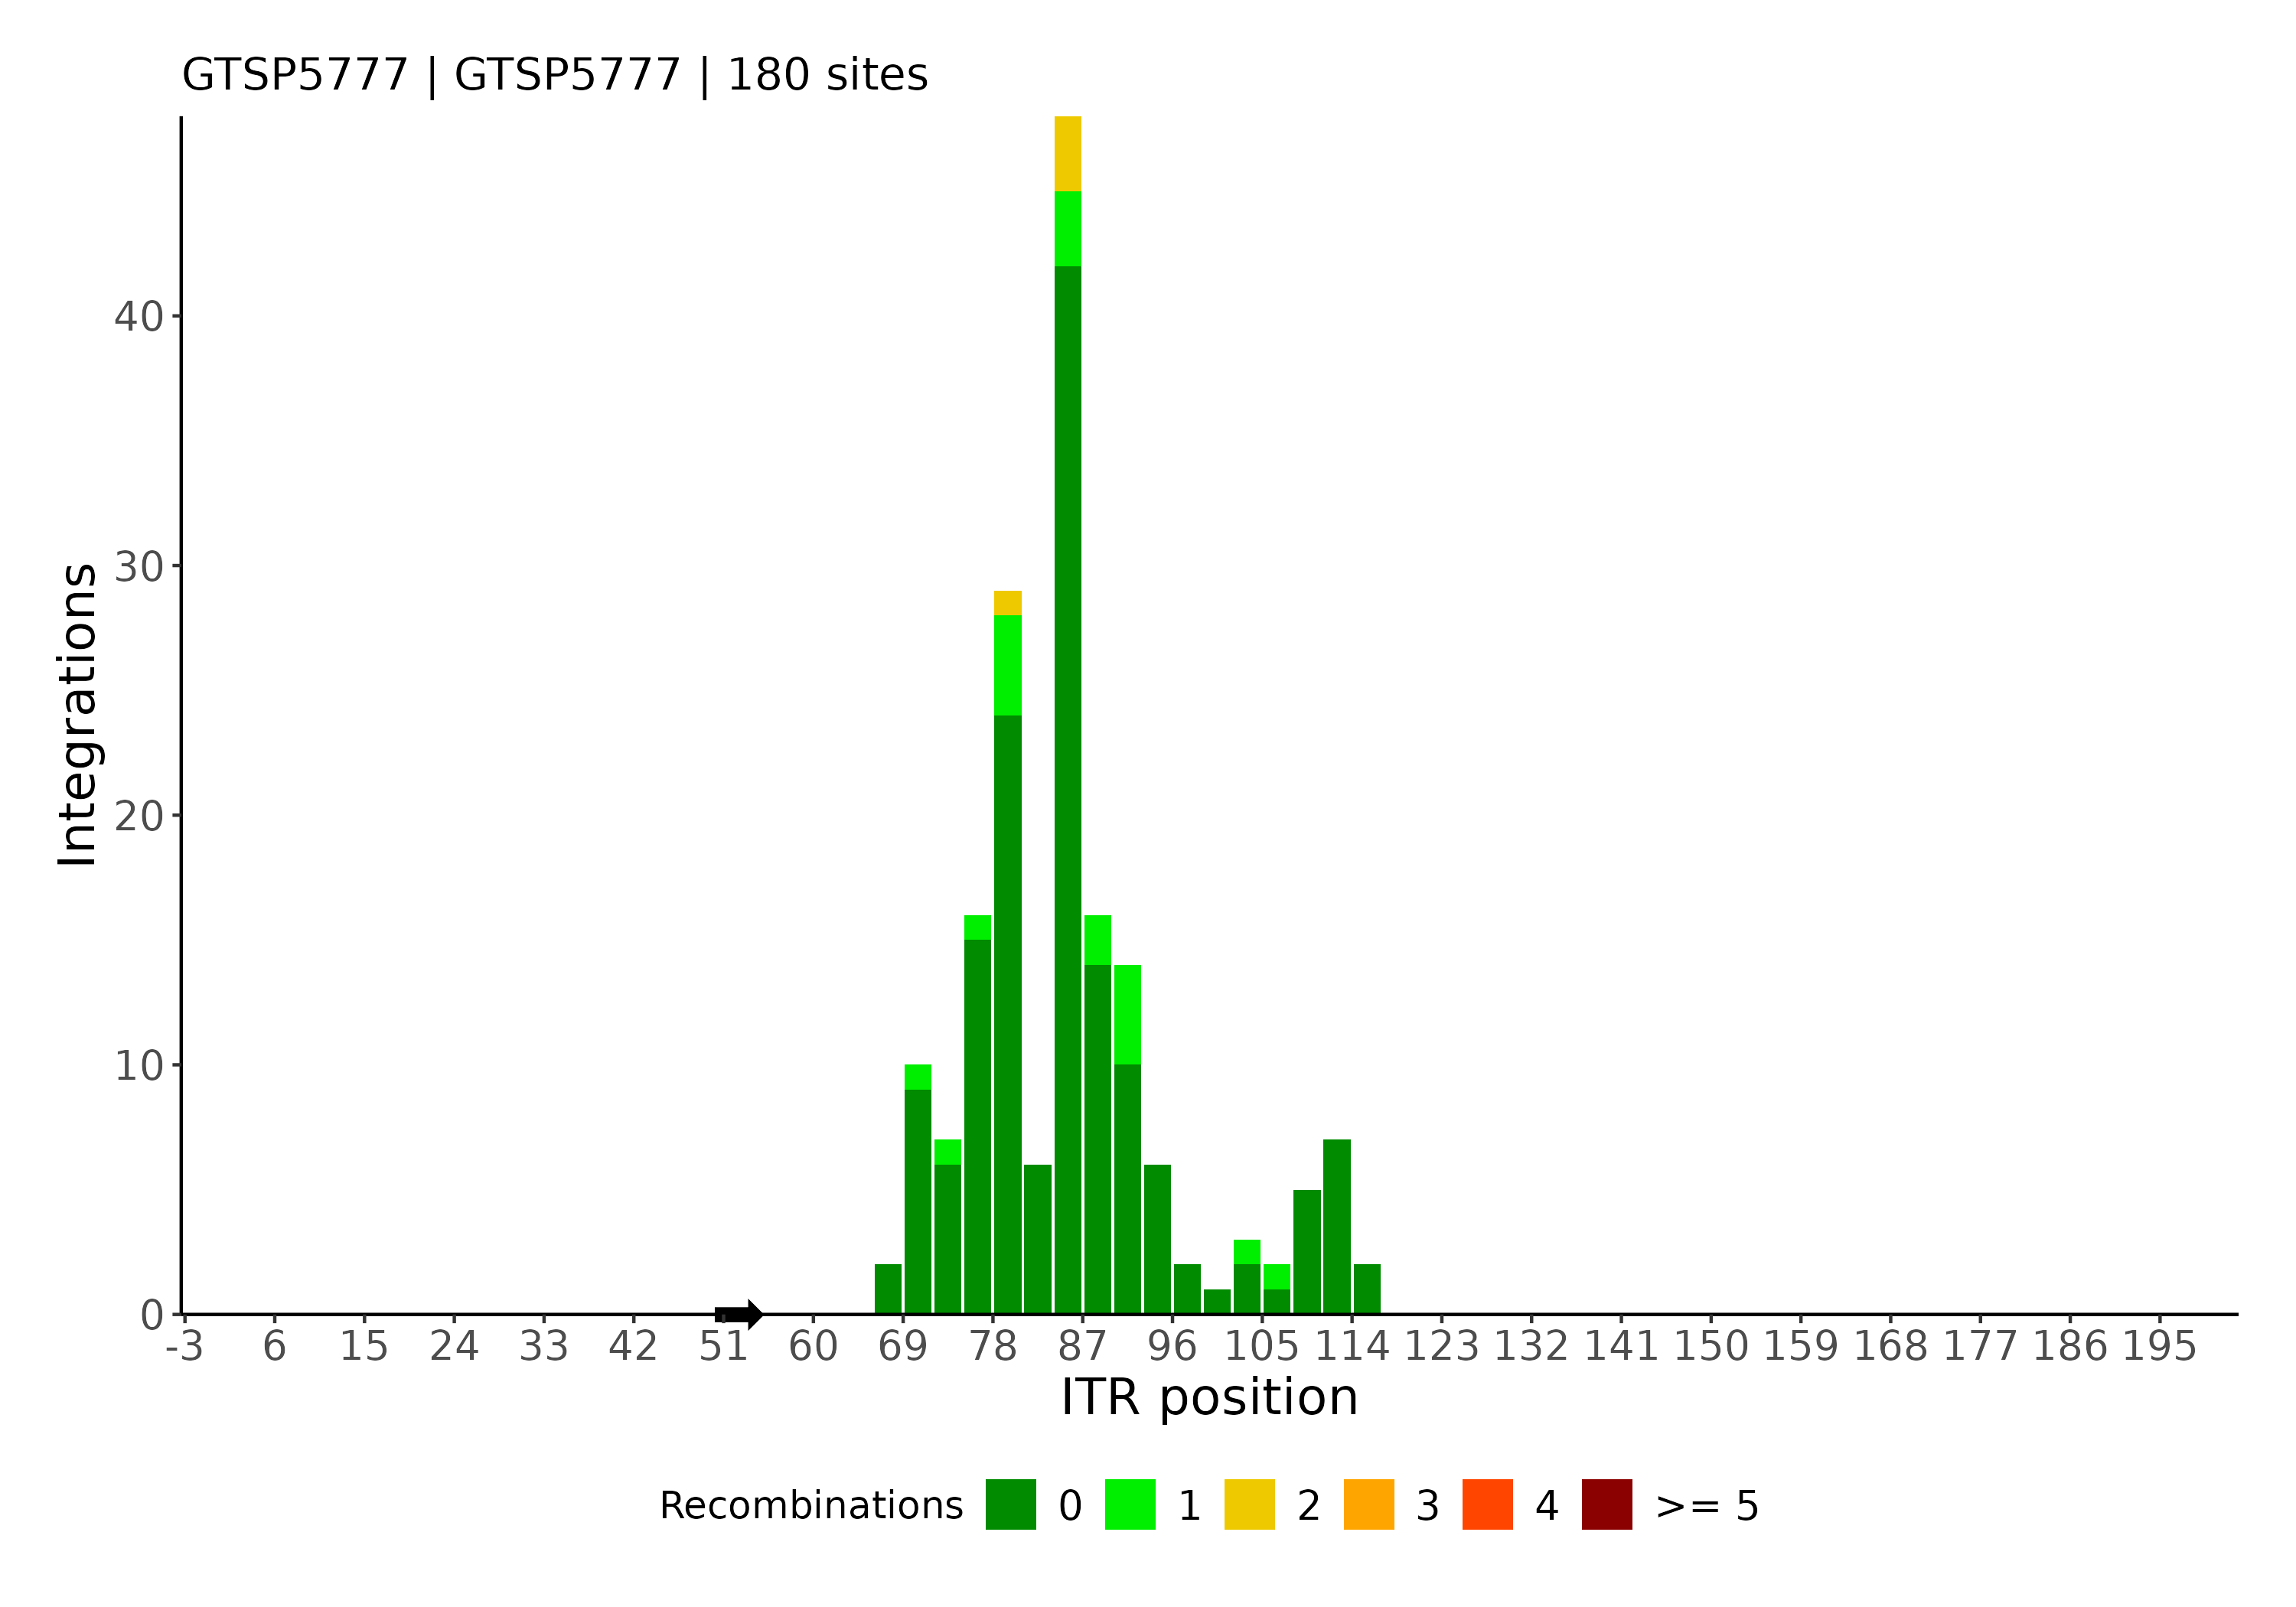 GTSP5777 | GTSP5777 | 180 sites
Integrations
40
30
20
10
0
-3 6 15 24 33 42 51 60 69 78 87 96 105 114 123 132 141 150 159 168 177 186 195
ITR position
Recombinations 0 1 2 3 4 >= 5